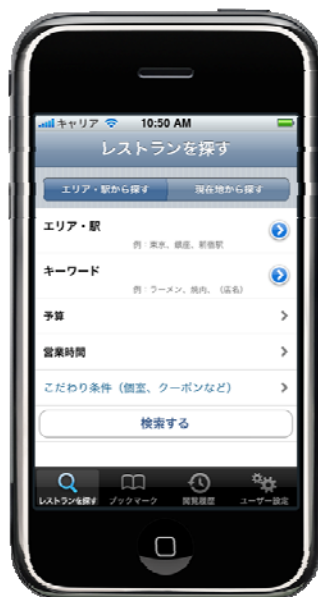 キャリア 10:50 AM
レストランを探す
エリア・駅から探す 現在地から探す
エリア・駅
例:東京、銀座、新宿駅
キーワード
例:ラーメン、焼肉、(店名)
予算
営業時間
こだわり条件(個室、クーポンなど)
検索する
レストランを探す ブックマーク 閲覧履歴 ユーザー設定